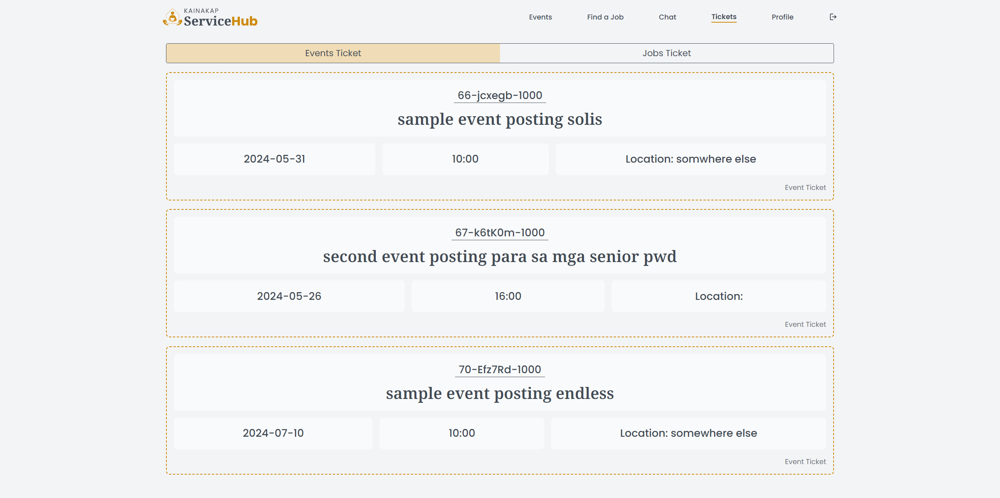 KAINAKAP
ServiceHub
Events
Find a Job
Chat
Tickets
Profile
Events Ticket
Jobs Ticket
66-jcxegb-1000
sample event posting solis
2024-05-31
10:00
Location: somwhere else
Event Ticket
67-k6tK0m-1000
second event posting para sa mga senior pwd
2024-05-26
16:00
Location:
Event Ticket
70-Efz7Rd-1000
sample event posting endless
2024-07-10
10:00
Location: somewhere else
Event Ticket